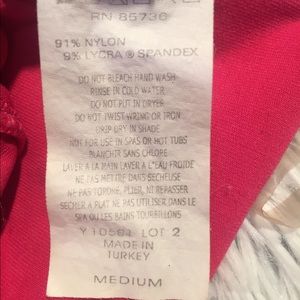 RN 85736
91% NYLON
9% LYCRA ® SPANDEX
DO NOT BLEACH HAND WASH
RINSE IN COLD WATER
DO NOT PUT IN DRYER
DO NOT TWIST WRING OR IRON
DRIP DRY IN SHADE
NOT FOR USE IN SPAS OR HOT TUBS
BLANCHIR SANS CHLORE
LAVER A LA MAIN LAVER A L'EAU FROIDE
NE PAS METTRE DANS SECHEUSE
NE PAS TORDRE, PLIER, NI REPASSER
SECHER A PLAT NE PAS UTILISER DANS LE
SPA OU LES BAINS TOURBILLONS
LOT 2
MADE IN
TURKEY
MEDIUM